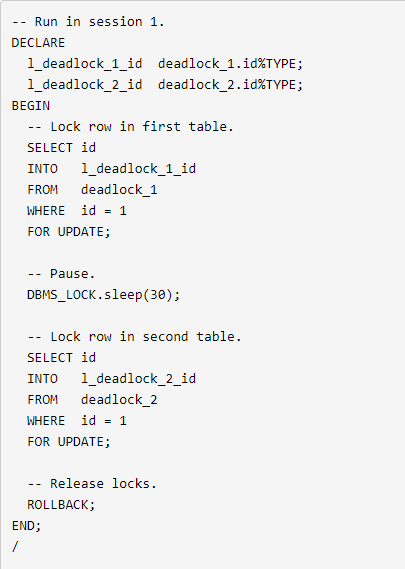 -- Run in session 1.
DECLARE
  l_deadlock_1_id  deadlock_1.id%TYPE;
  l_deadlock_2_id  deadlock_2.id%TYPE;
BEGIN
  -- Lock row in first table.
  SELECT id
  INTO   l_deadlock_1_id
  FROM   deadlock_1
  WHERE  id = 1
  FOR UPDATE;

  -- Pause.
  DBMS_LOCK.sleep(30);

  -- Lock row in second table.
  SELECT id
  INTO   l_deadlock_2_id
  FROM   deadlock_2
  WHERE  id = 1
  FOR UPDATE;

  -- Release locks.
  ROLLBACK;
END;
/